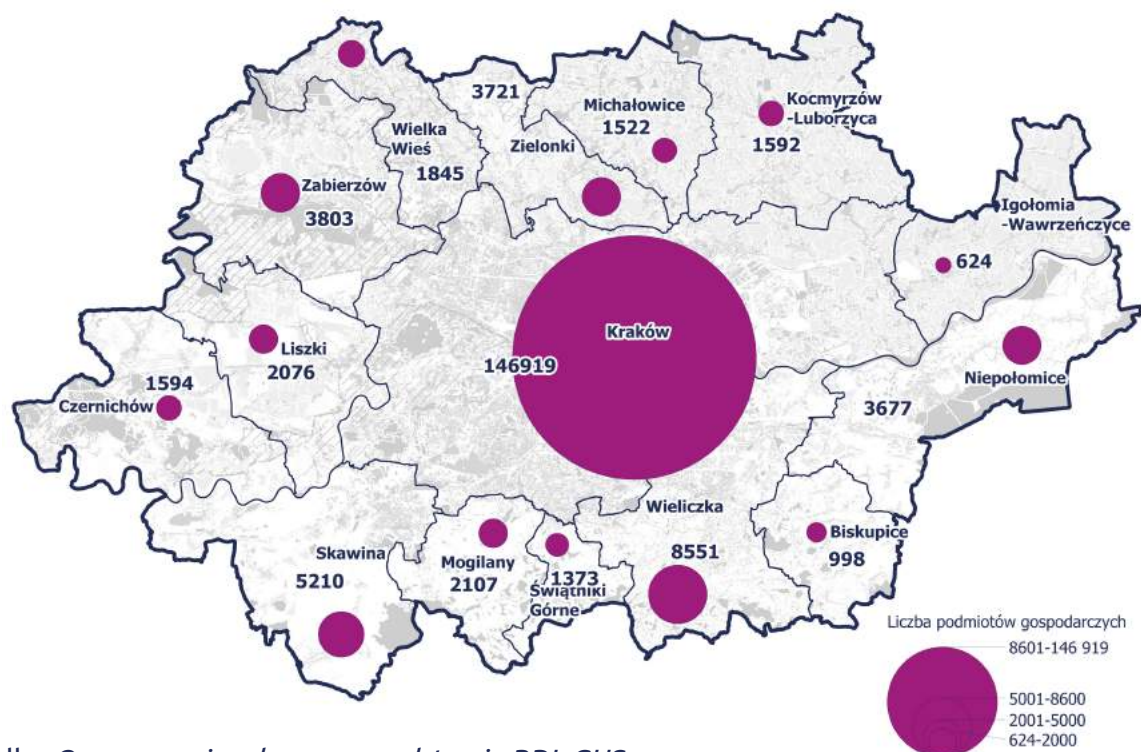 3721
Michałowice
1522
Kocmyrzów
-Luborzyca
1592
Wielka
Wieś
1845
Zielonki
Zabierzów
3803
Igołomia
-Wawrzeńczyce
624
Kraków
146919
Liszki
2076
1594
Czernichów
Niepołomice
3677
Wieliczka
8551
Biskupice
998
Skawina
5210
Mogilany
2107
1373
Świątniki
Górne
Liczba podmiotów gospodarczych
8601-146 919
5001-8600
2001-5000
624-2000